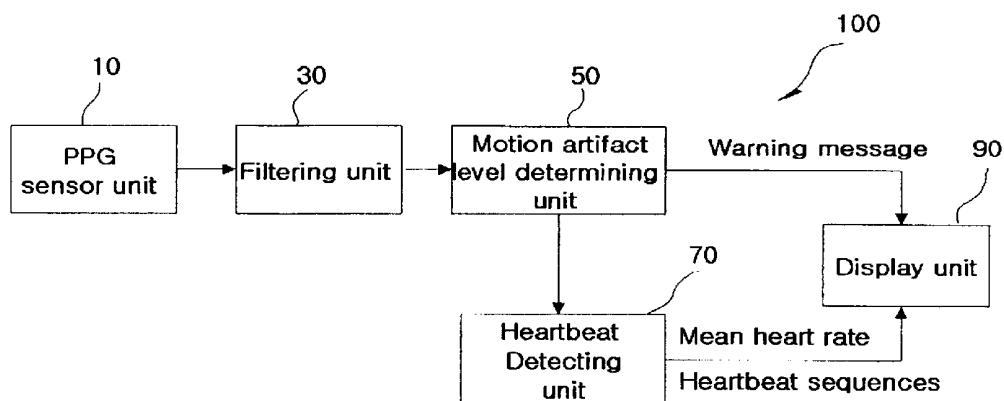 100
10
30
50
PPG
sensor unit
Filtering unit
Motion artifact
level determining
unit
Warning message
90
Display unit
70
Heartbeat
Detecting
unit
Mean heart rate
Heartbeat sequences